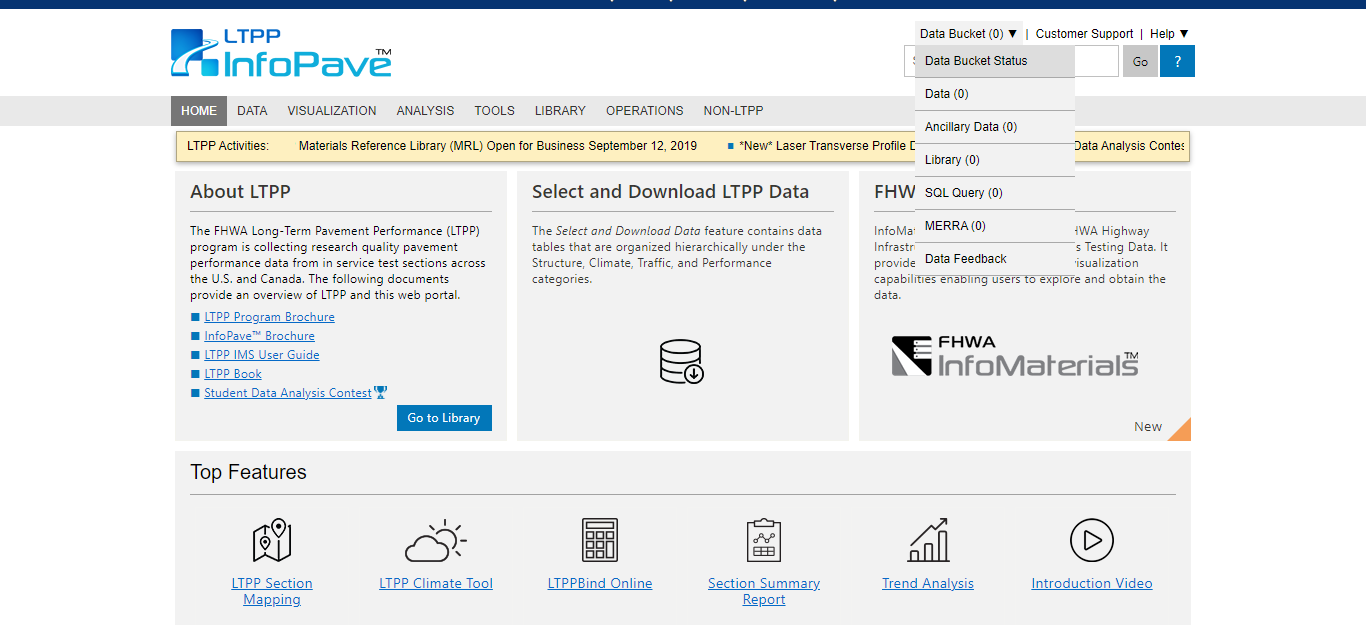 LTPP
InfoPave™
Data Bucket (0) ▼ | Customer Support | Help ▼
Go
?
Data Bucket Status
Data (0)
Ancillary Data (0)
Library (0)
SQL Query (0)
MERRA (0)
Data Feedback
HOME DATA VISUALIZATION ANALYSIS TOOLS LIBRARY OPERATIONS NON-LTPP
LTPP Activities: Materials Reference Library (MRL) Open for Business September 12, 2019 ■ *New* Laser Transverse Profile Data Analysis Contes
About LTPP
The FHWA Long-Term Pavement Performance (LTPP)
program is collecting research quality pavement
performance data from in service test sections across
the U.S. and Canada. The following documents
provide an overview of LTPP and this web portal.
LTPP Program Brochure
InfoPave™ Brochure
LTPP IMS User Guide
LTPP Book
Student Data Analysis Contest
Go to Library
Select and Download LTPP Data
The Select and Download Data feature contains data
tables that are organized hierarchically under the
Structure, Climate, Traffic, and Performance
categories.
FHW
InfoMat HWA Highway
Infrastr s Testing Data. It
provide isualization
capabilities enabling users to explore and obtain the
data.
FHWA
InfoMaterials™
New
Top Features
LTPP Section
Mapping
LTPP Climate Tool
LTPPBind Online
Section Summary
Report
Trend Analysis
Introduction Video